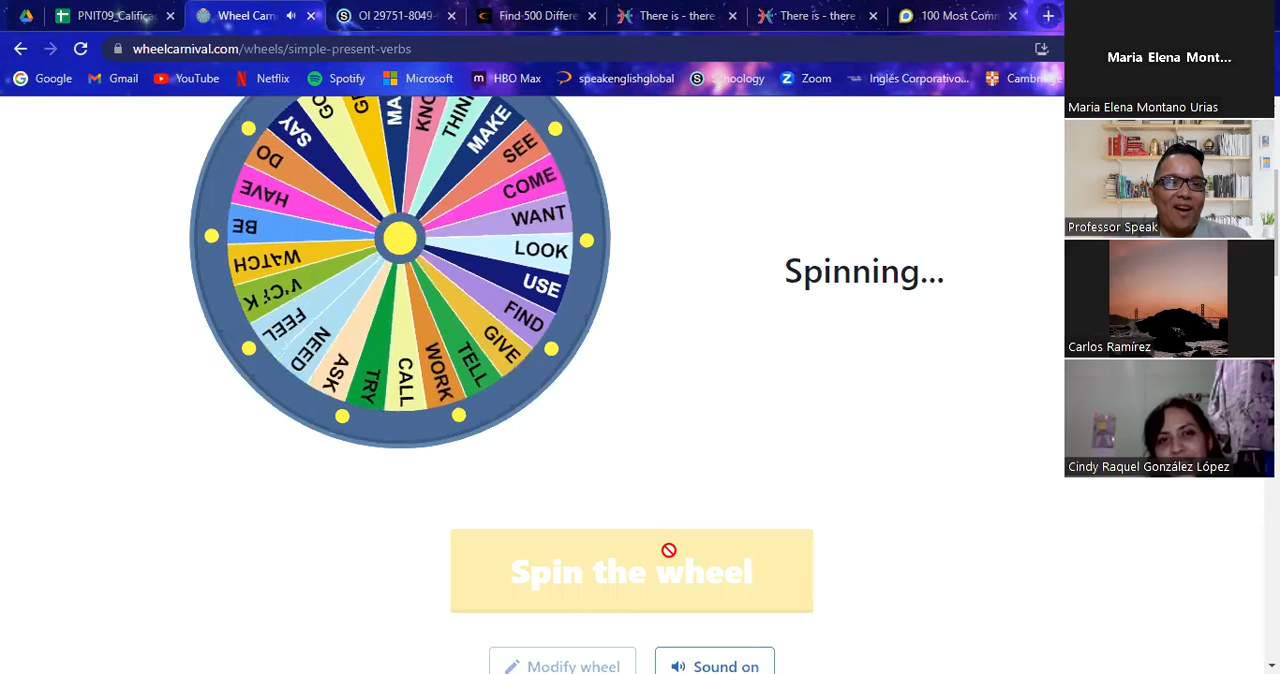 PNIT09_Califica
Wheel Carn
OI 29751-8049-
Find 500 Differe
There is - there
There is - there
100 Most Comm
wheelcarnival.com/wheels/simple-present-verbs
Google
Gmail
YouTube
Netflix
Spotify
Microsoft
HBO Max
speakenglishglobal
Schoology
Zoom
Inglés Corporativo...
Cambridge
SAY
GO
MA
KNO
THINK
MAKE
SEE
COME
WANT
LOOK
USE
FIND
GIVE
TELL
WORK
CALL
TRY
ASK
NEED
FEEL
WATCH
BE
HAVE
DO
Spinning...
Spin the wheel
Modify wheel
Sound on
Maria Elena Mont...
Maria Elena Montano Urias
Professor Speak
Carlos Ramírez
Cindy Raquel González López